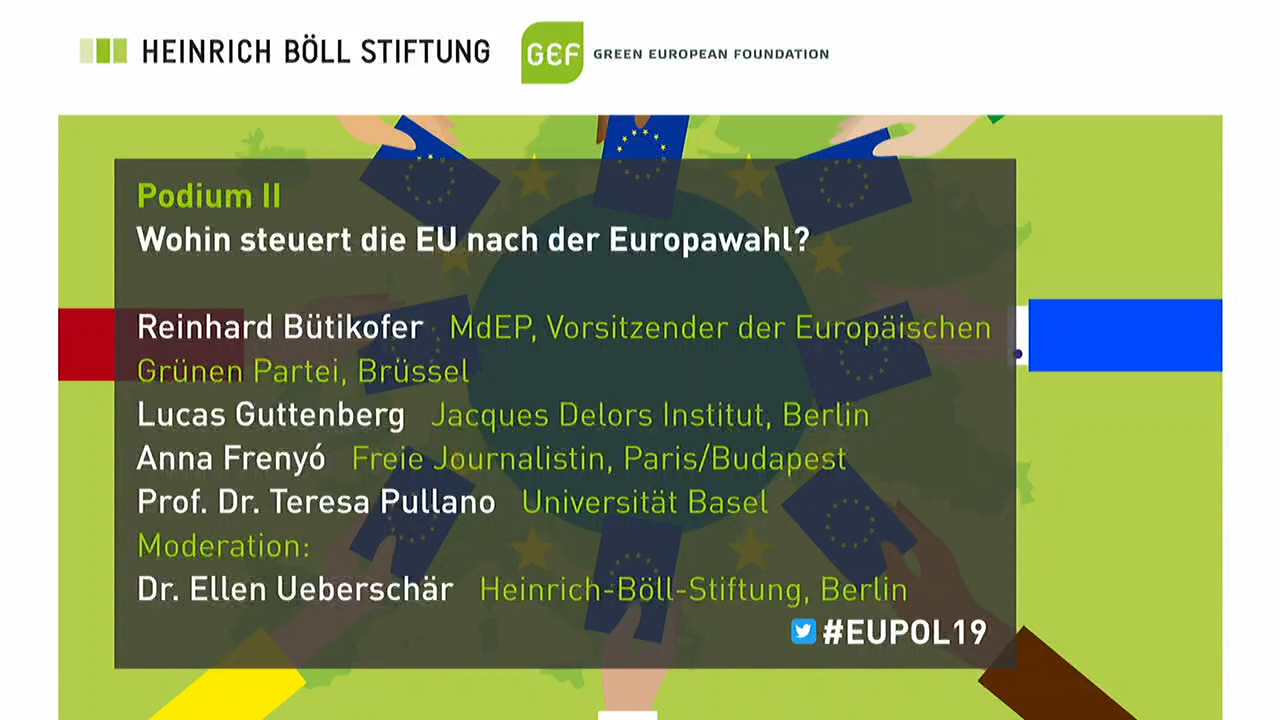 HEINRICH BÖLL STIFTUNG
GEF GREEN EUROPEAN FOUNDATION
Podium II
Wohin steuert die EU nach der Europawahl?
Reinhard Bütikofer MdEP, Vorsitzender der Europäischen
Grünen Partei, Brüssel
Lucas Guttenberg Jacques Delors Institut, Berlin
Anna Frenyó Freie Journalistin, Paris/Budapest
Prof. Dr. Teresa Pullano Universität Basel
Moderation:
Dr. Ellen Ueberschär Heinrich-Böll-Stiftung, Berlin
#EUPOL19